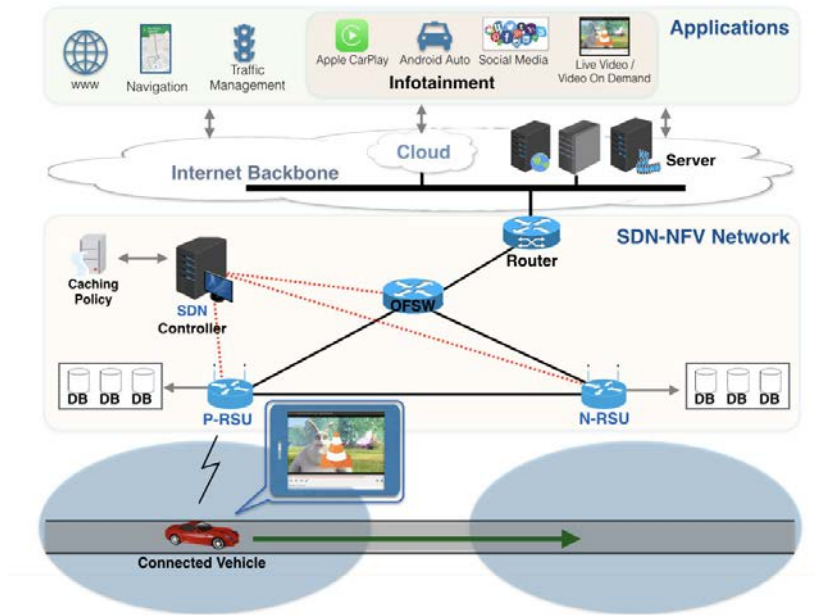 Applications
WWW
Navigation
Traffic
Management
Apple CarPlay
Android Auto
Social Media
Live Video /
Video On Demand
Infotainment
Cloud
Internet Backbone
Server
SDN-NFV Network
Caching
Policy
SDN
Controller
Router
OFSW
DB DB DB
P-RSU
N-RSU
DB DB DB
Connected Vehicle